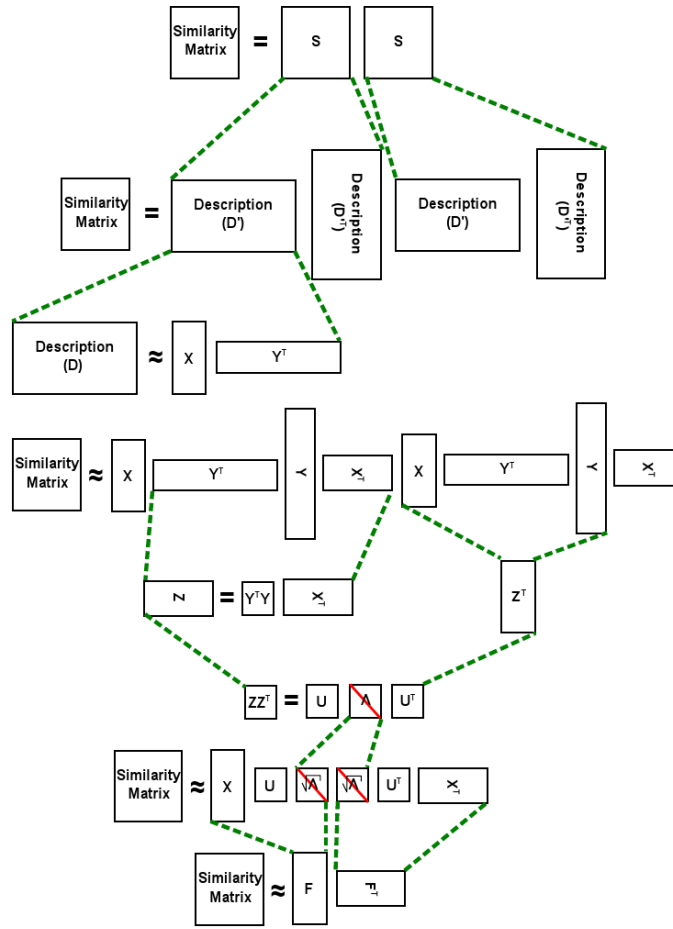 Similarity Matrix = S S
Similarity Matrix = Description (D') Description (D'ᵀ) Description (D') Description (D'ᵀ)
Description (D) ≈ X Yᵀ
Similarity Matrix ≈ X Yᵀ Y Xᵀ X Yᵀ Y Xᵀ
Z = YᵀY Xᵀ Zᵀ
ZZᵀ = U Λ Uᵀ
Similarity Matrix ≈ X U √Λ √Λ Uᵀ Xᵀ
Similarity Matrix ≈ F Fᵀ